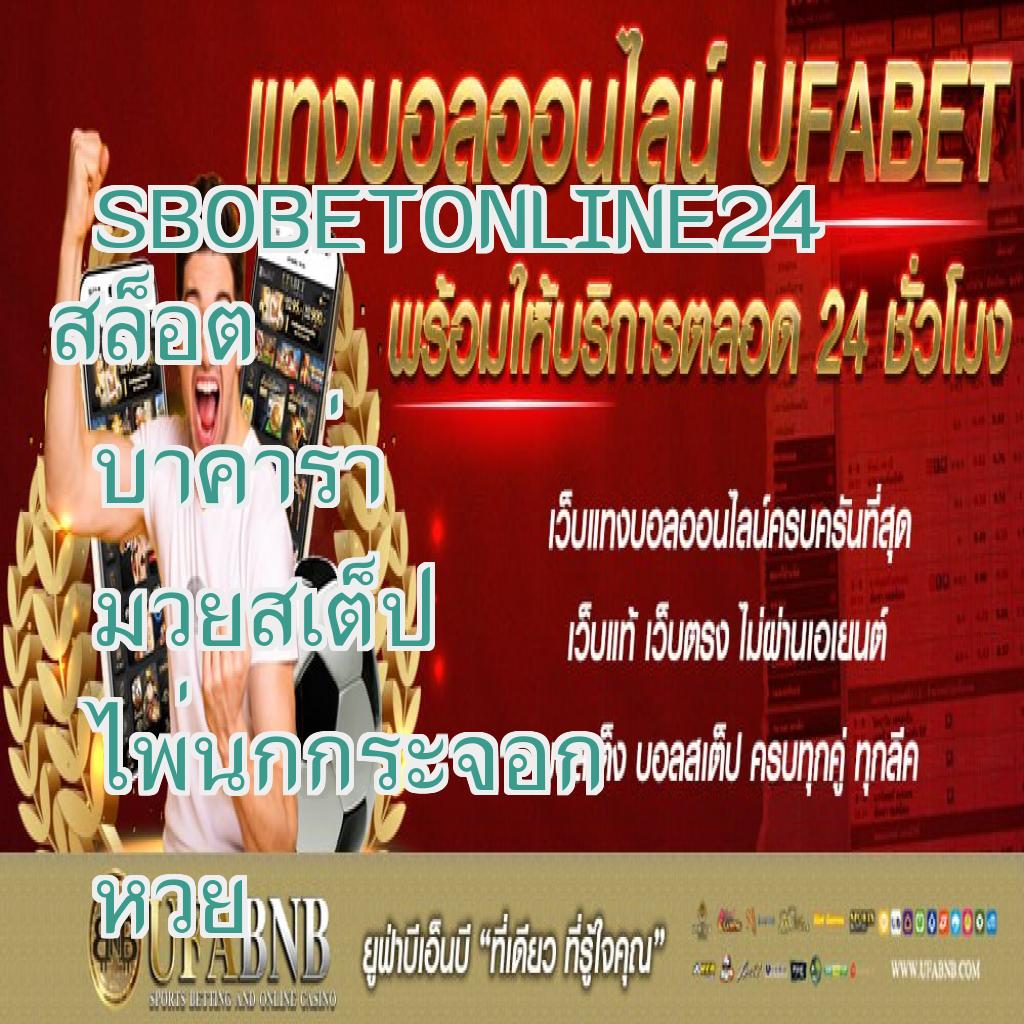 แทงบอลออนไลน์ UFABET
SBOBETONLINE24
สล็อต
พร้อมให้บริการตลอด 24 ชั่วโมง
บาคาร่า
เว็บแทงบอลออนไลน์ครบครันที่สุด
มวยสเต็ป
เว็บแท้ เว็บตรง ไม่ผ่านเอเยนต์
ไพ่นกกระจอก
บอลสเต็ป ครบทุกคู่ ทุกลีค
หวย
UFABNB
SPORTS BETTING AND ONLINE CASINO
ยูฟ่าบีเอ็นบี “ที่เดียว ที่รู้ใจคุณ”
WWW.UFABNB.COM